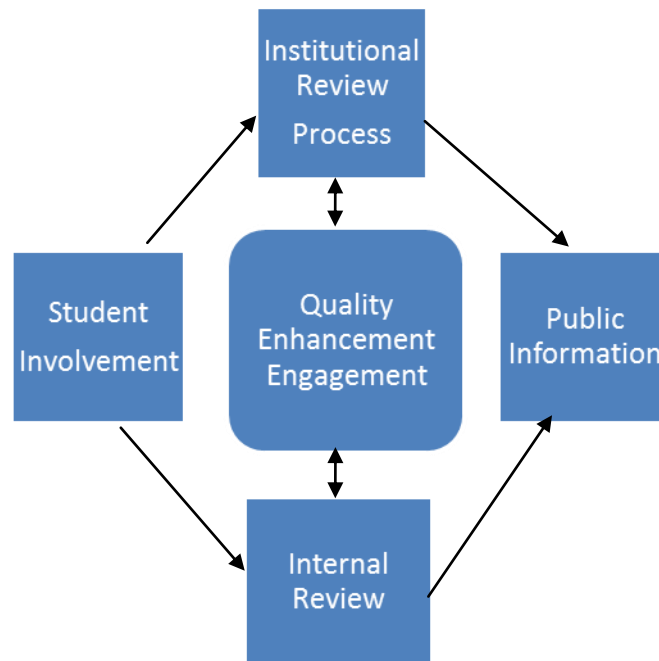 Institutional
Review
Process
Student
Involvement
Quality
Enhancement
Engagement
Public
Information
Internal
Review